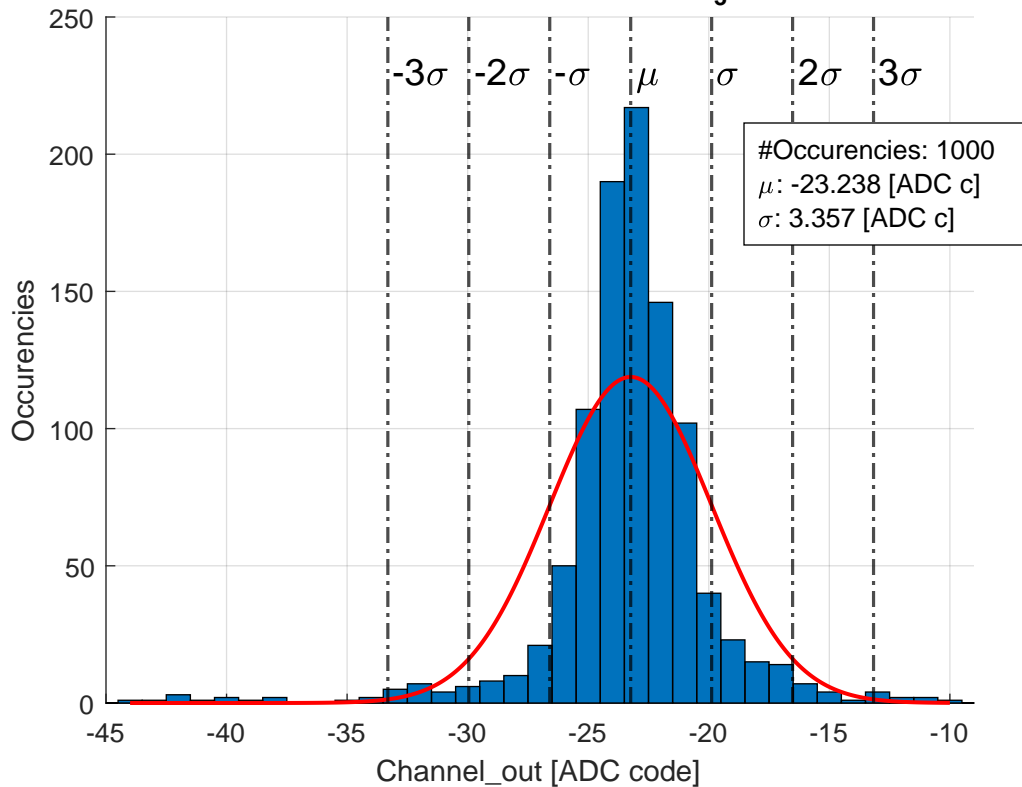 250
200
150
100
50
0
-3σ -2σ -σ μ σ 2σ 3σ
#Occurencies: 1000
μ: -23.238 [ADC c]
σ: 3.357 [ADC c]
Occurencies
-45 -40 -35 -30 -25 -20 -15 -10
Channel_out [ADC code]